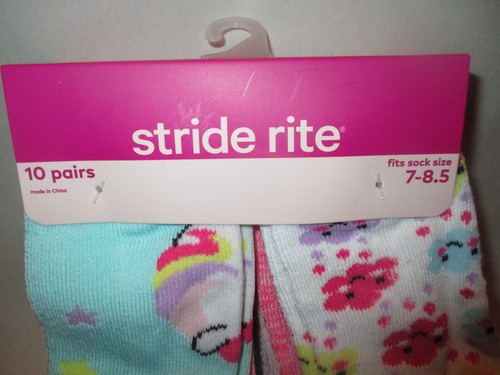 stride rite®
10 pairs
made in China
fits sock size
7-8.5